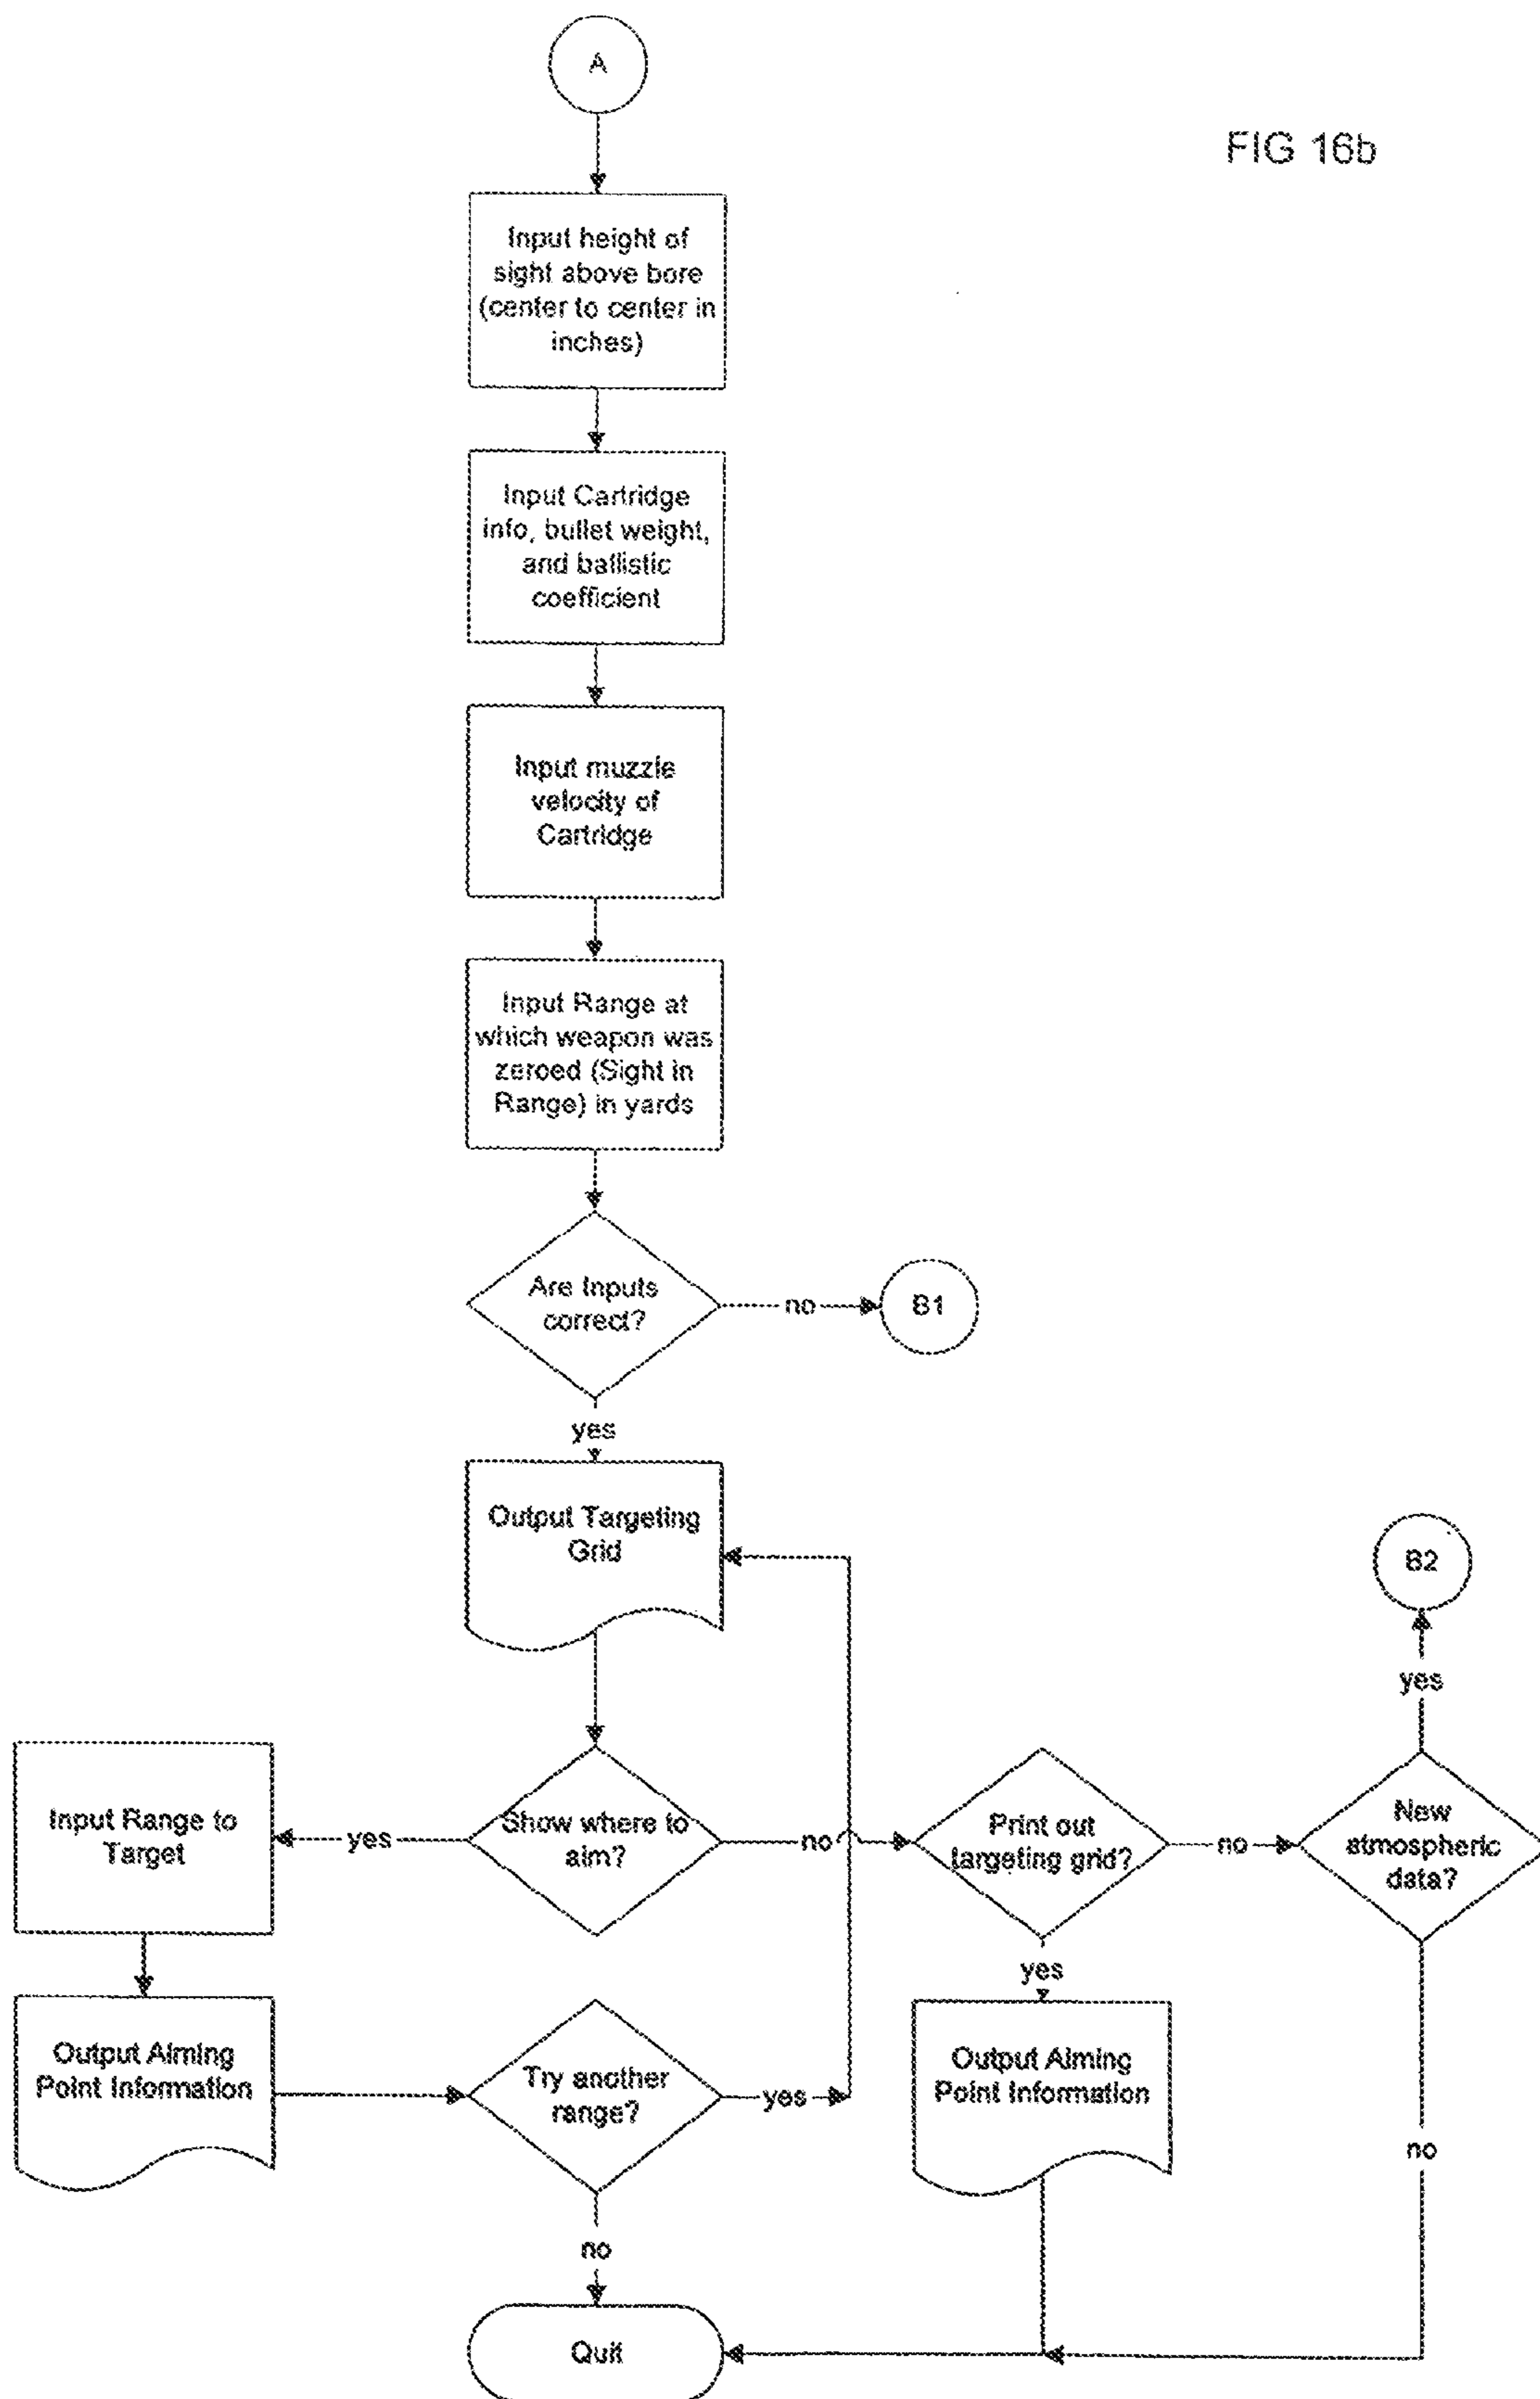 A
FIG 16b
Input height of
sight above bore
(center to center in
inches)
Input Cartridge
info, bullet weight,
and ballistic
coefficient
Input muzzle
velocity of
Cartridge
Input Range at
which weapon was
zeroed (Sight in
Range) in yards
Are Inputs
correct?
no
B1
yes
Output Targeting
Grid
B2
yes
Input Range to
Target
yes
Show where to
aim?
no
Print out
targeting grid?
no
New
atmospheric
data?
yes
Output Aiming
Point Information
Try another
range?
yes
Output Aiming
Point Information
no
no
Quit